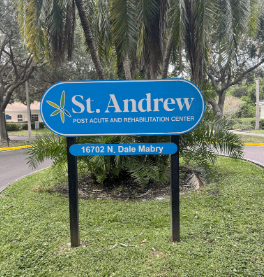 St. Andrew
POST ACUTE AND REHABILITATION CENTER
16702 N. Dale Mabry